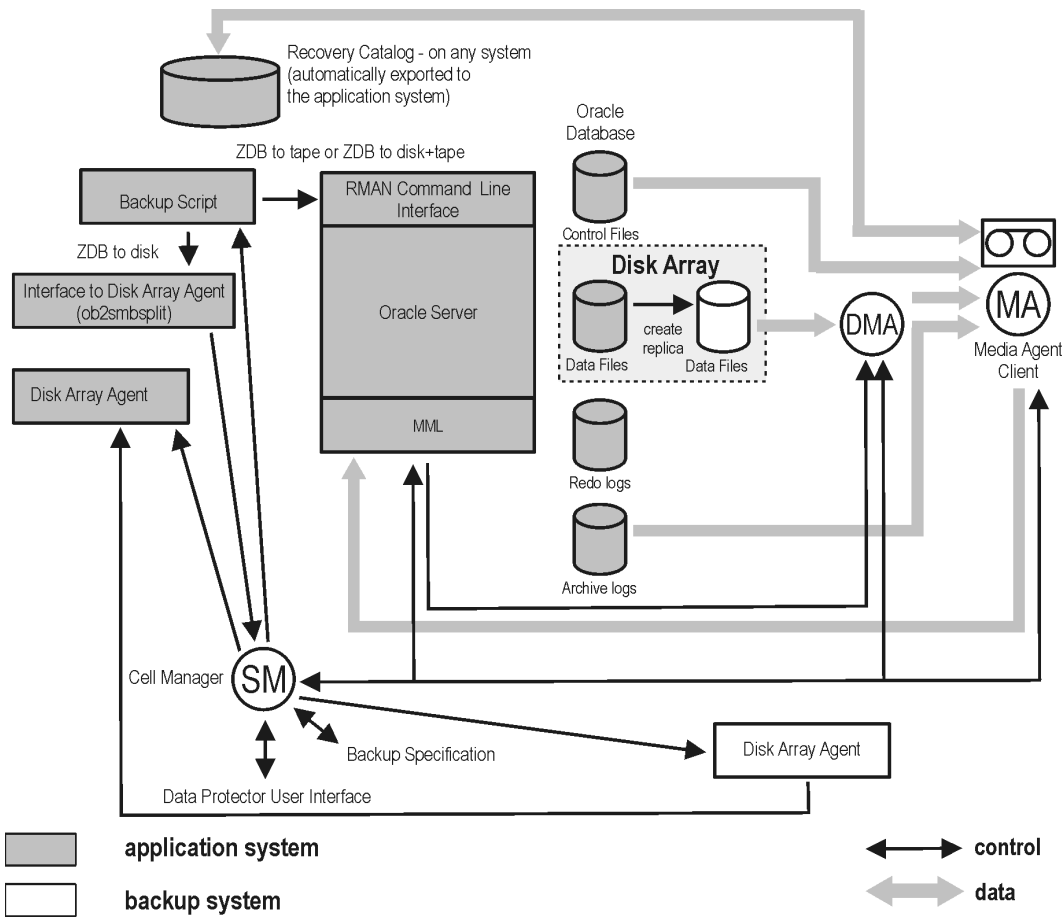 Recovery Catalog - on any system
(automatically exported to
the application system)
Oracle
Database
ZDB to tape or ZDB to disk+tape
Backup Script
RMAN Command Line
Interface
Control Files
ZDB to disk
Interface to Disk Array Agent
(ob2smbsplit)
Oracle Server
Disk Array
create
replica
Data Files
Data Files
DMA
MA
Media Agent
Client
Disk Array Agent
MML
Redo logs
Archive logs
Cell Manager
SM
Backup Specification
Disk Array Agent
Data Protector User Interface
application system
control
backup system
data